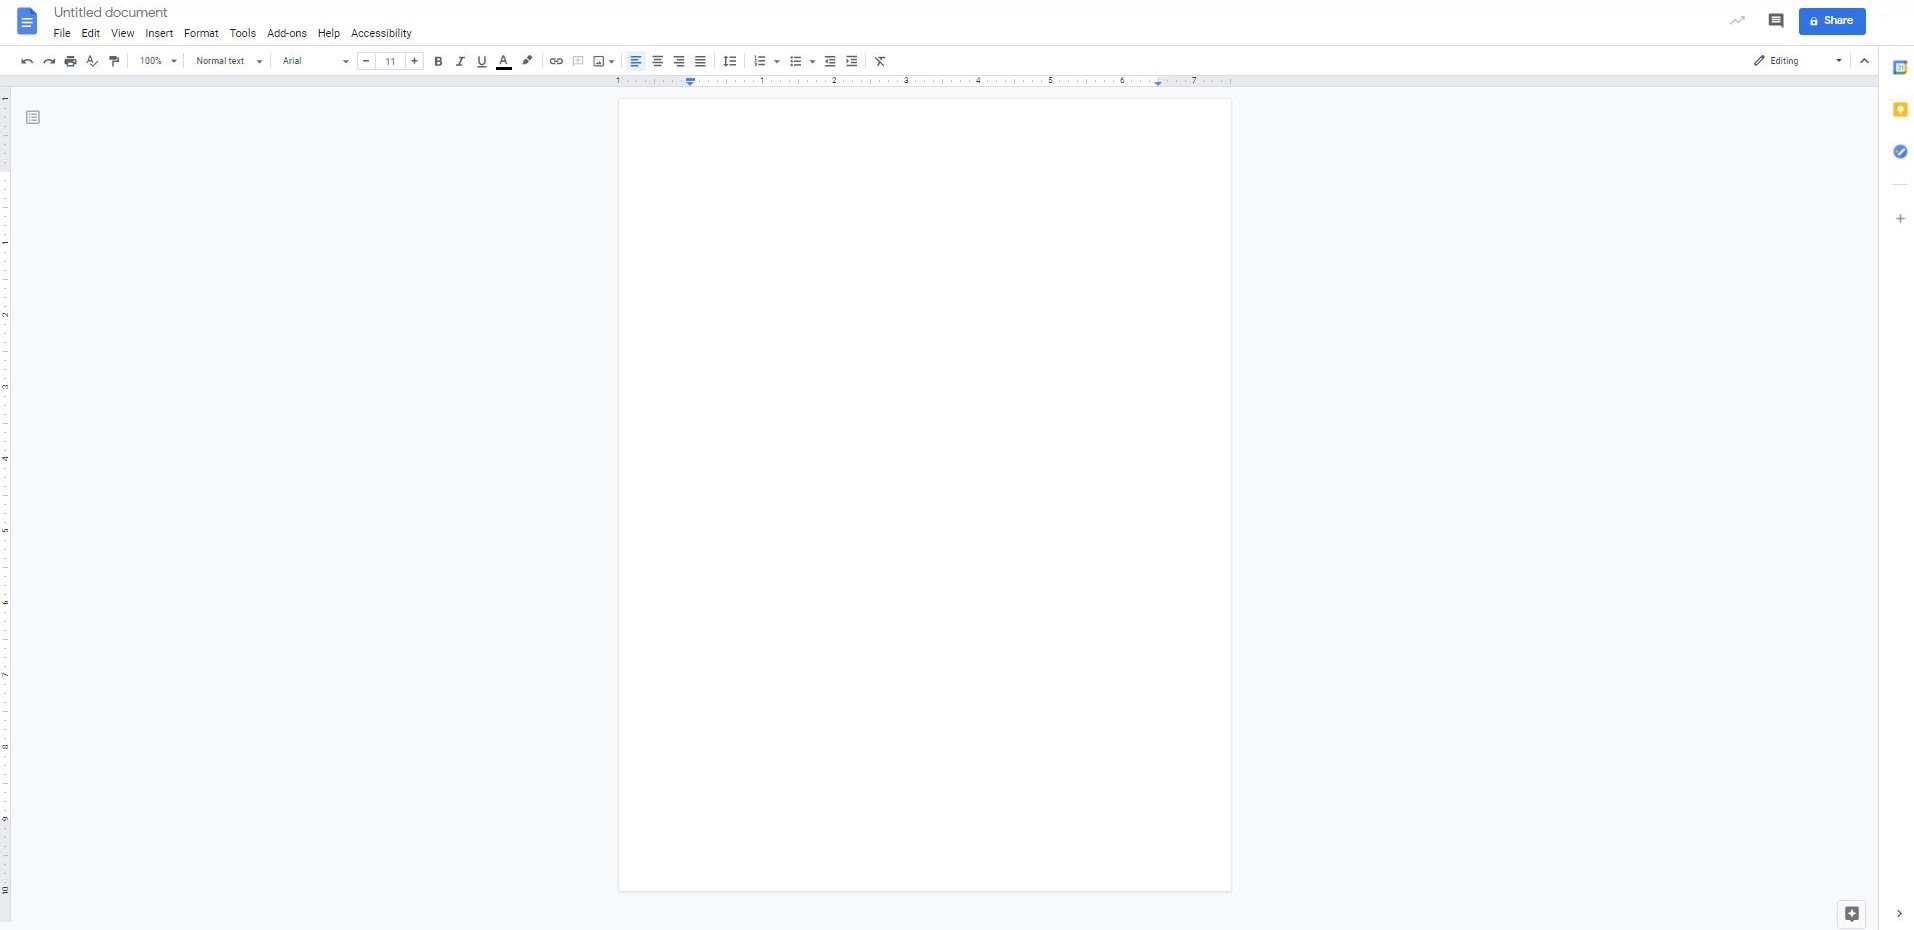 Untitled document
File Edit View Insert Format Tools Add-ons Help Accessibility
Share
100% Normal text Arial 11 B I U A Editing
1 1 2 3 4 5 6 7
1
1
2
3
4
5
6
7
8
9
10